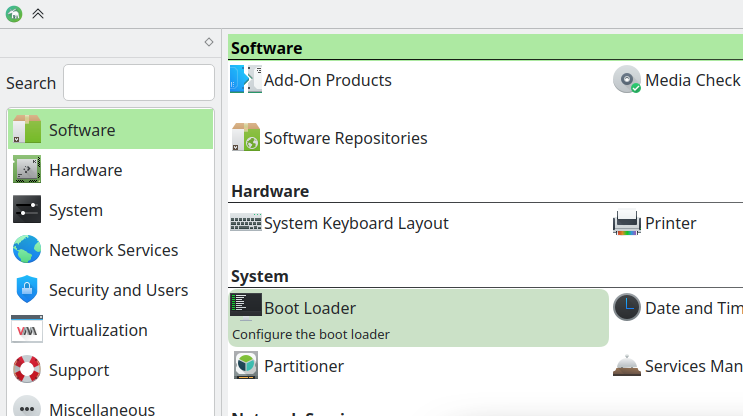 Software
Search
Add-On Products
Media Check
Software
Software Repositories
Hardware
Hardware
System
System Keyboard Layout
Printer
Network Services
System
Security and Users
Boot Loader
Date and Tim
Configure the boot loader
Virtualization
Support
Partitioner
Services Man
Miscellaneous